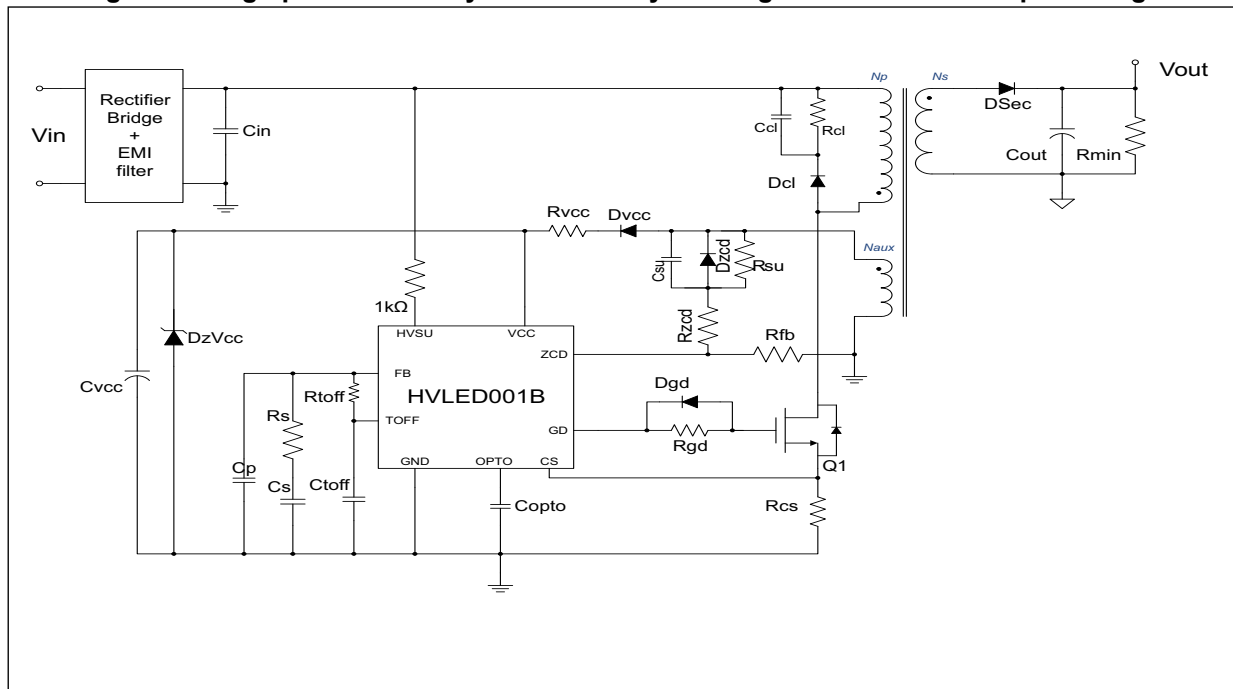 Vin
Rectifier
Bridge
+
EMI
filter
Cin
Ccl
Rcl
Dcl
Np
Ns
DSec
Vout
Cout
Rmin
Rvcc
Dvcc
Csu
Dzcd
Rsu
Naux
1kΩ
Rzcd
Rfb
DzVcc
Cvcc
HVSU
VCC
ZCD
FB
HVLED001B
TOFF
GD
GND
OPTO
CS
Rtoff
Rs
Cp
Cs
Ctoff
Copto
Dgd
Rgd
Q1
Rcs